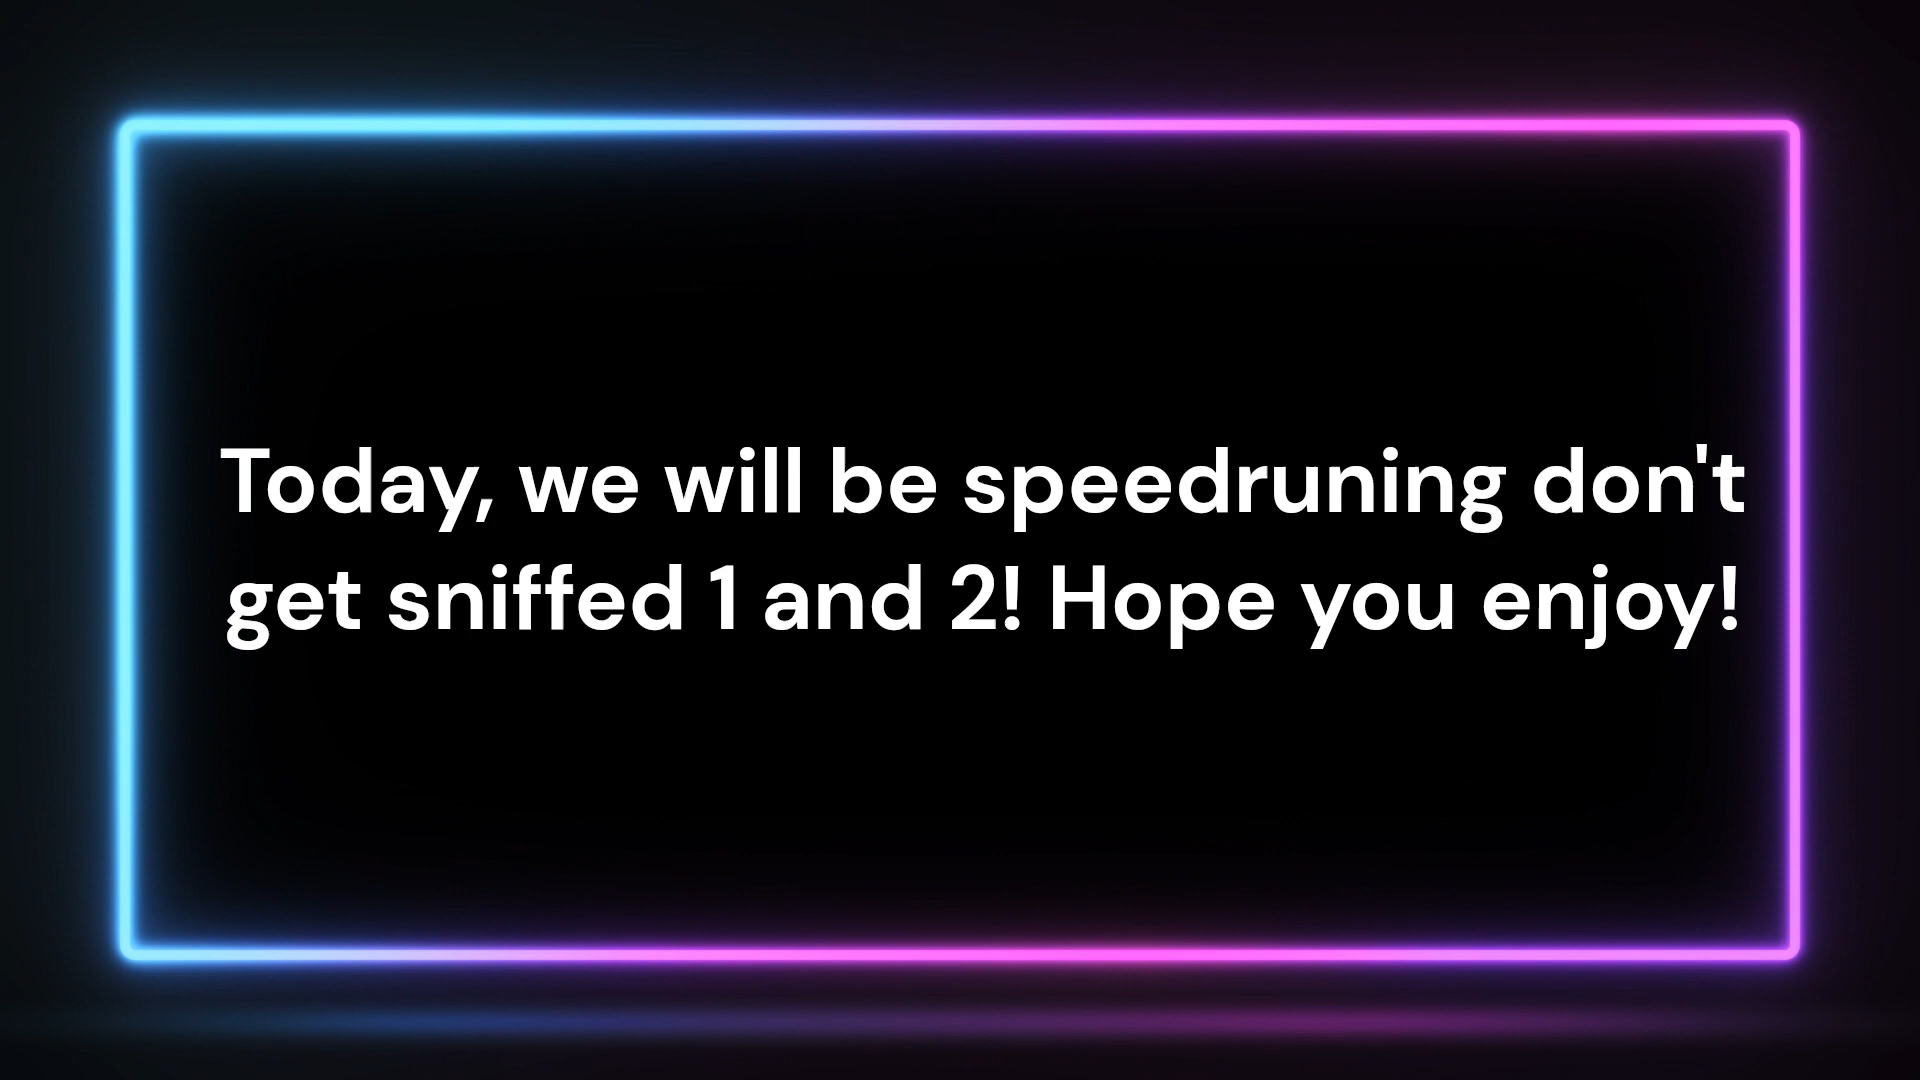 Today, we will be speedruning don't
get sniffed 1 and 2! Hope you enjoy!